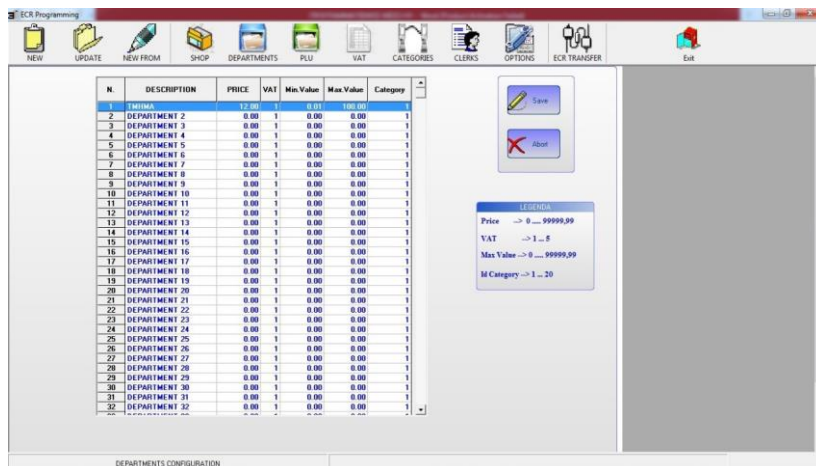 ECR Programming
NEW UPDATE NEW FROM SHOP DEPARTMENTS PLU VAT CATEGORIES CLERKS OPTIONS ECR TRANSFER Exit
N. DESCRIPTION PRICE VAT Min.Value Max.Value Category
1 12.00 1 0.01 100.00 1
2 DEPARTMENT 2 0.00 1 0.00 0.00 1
3 DEPARTMENT 3 0.00 1 0.00 0.00 1
4 DEPARTMENT 4 0.00 1 0.00 0.00 1
5 DEPARTMENT 5 0.00 1 0.00 0.00 1
6 DEPARTMENT 6 0.00 1 0.00 0.00 1
7 DEPARTMENT 7 0.00 1 0.00 0.00 1
8 DEPARTMENT 8 0.00 1 0.00 0.00 1
9 DEPARTMENT 9 0.00 1 0.00 0.00 1
10 DEPARTMENT 10 0.00 1 0.00 0.00 1
11 DEPARTMENT 11 0.00 1 0.00 0.00 1
12 DEPARTMENT 12 0.00 1 0.00 0.00 1
13 DEPARTMENT 13 0.00 1 0.00 0.00 1
14 DEPARTMENT 14 0.00 1 0.00 0.00 1
15 DEPARTMENT 15 0.00 1 0.00 0.00 1
16 DEPARTMENT 16 0.00 1 0.00 0.00 1
17 DEPARTMENT 17 0.00 1 0.00 0.00 1
18 DEPARTMENT 18 0.00 1 0.00 0.00 1
19 DEPARTMENT 19 0.00 1 0.00 0.00 1
20 DEPARTMENT 20 0.00 1 0.00 0.00 1
21 DEPARTMENT 21 0.00 1 0.00 0.00 1
22 DEPARTMENT 22 0.00 1 0.00 0.00 1
23 DEPARTMENT 23 0.00 1 0.00 0.00 1
24 DEPARTMENT 24 0.00 1 0.00 0.00 1
25 DEPARTMENT 25 0.00 1 0.00 0.00 1
26 DEPARTMENT 26 0.00 1 0.00 0.00 1
27 DEPARTMENT 27 0.00 1 0.00 0.00 1
28 DEPARTMENT 28 0.00 1 0.00 0.00 1
29 DEPARTMENT 29 0.00 1 0.00 0.00 1
30 DEPARTMENT 30 0.00 1 0.00 0.00 1
31 DEPARTMENT 31 0.00 1 0.00 0.00 1
32 DEPARTMENT 32 0.00 1 0.00 0.00 1
Save
Abort
LEGENDA
Price --> 0 .... 99999,99
VAT --> 1 .. 5
Max Value --> 0 .... 99999,99
Id Category --> 1 ... 20
DEPARTMENTS CONFIGURATION